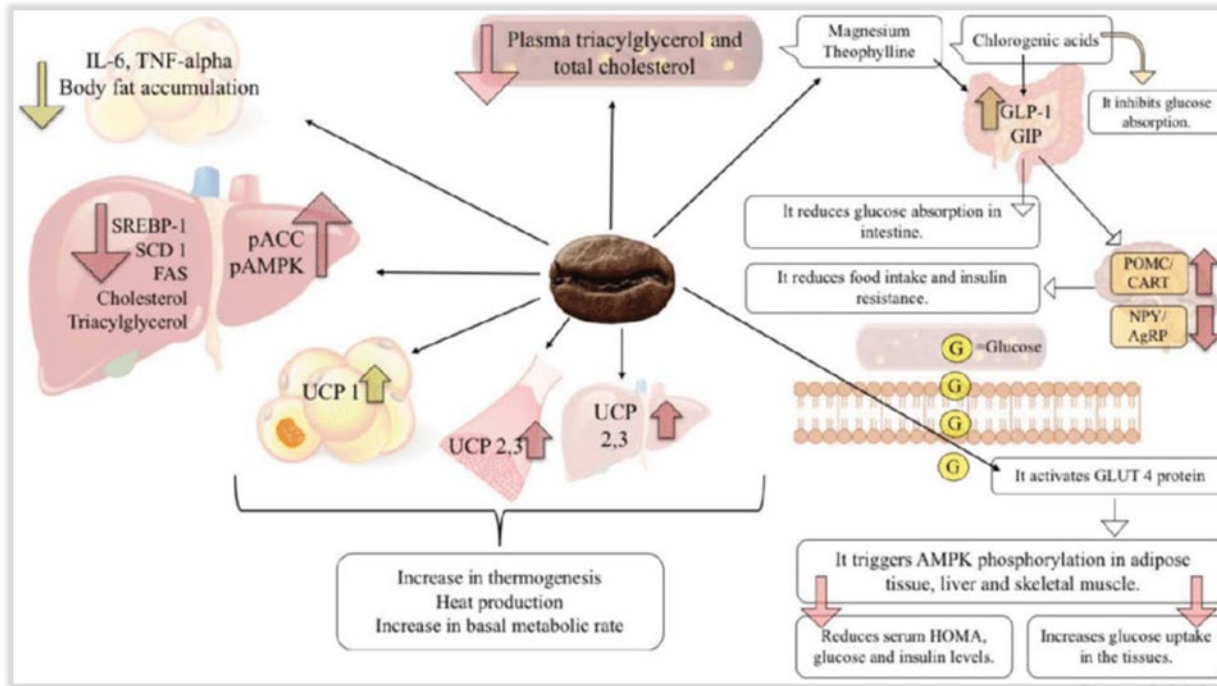 IL-6, TNF-alpha
Body fat accumulation
Plasma triacylglycerol and
total cholesterol
Magnesium
Theophylline
Chlorogenic acids
It inhibits glucose
absorption.
GLP-1
GIP
SREBP-1
SCD 1
FAS
Cholesterol
Triacylglycerol
pACC
pAMPK
It reduces glucose absorption in
intestine.
It reduces food intake and insulin
resistance.
POMC/
CART
NPY/
AgRP
G =Glucose
G
G
G
UCP 1
UCP 2,3
UCP
2,3
It activates GLUT 4 protein
Increase in thermogenesis
Heat production
Increase in basal metabolic rate
It triggers AMPK phosphorylation in adipose
tissue, liver and skeletal muscle.
Reduces serum HOMA,
glucose and insulin levels.
Increases glucose uptake
in the tissues.